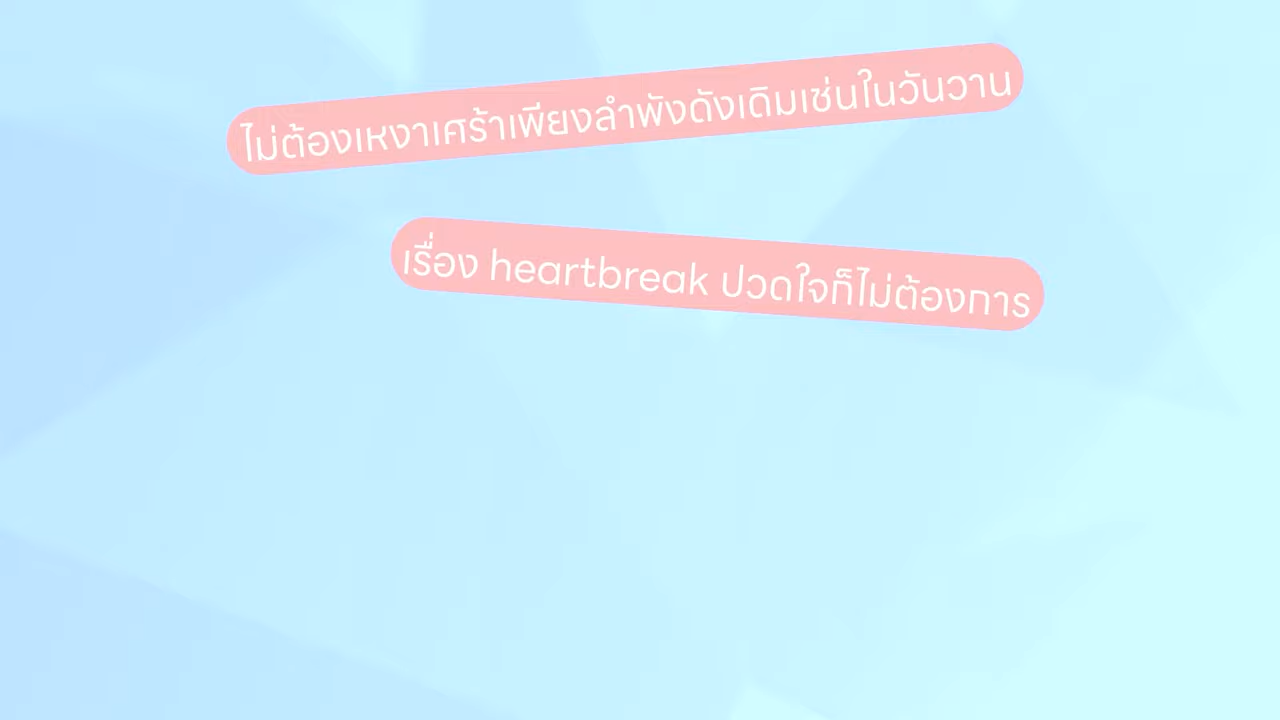 ไม่ต้องเหงาเศร้าเพียงลำพังดังเดิมเช่นในวันวาน
เรื่อง heartbreak ปวดใจก็ไม่ต้องการ